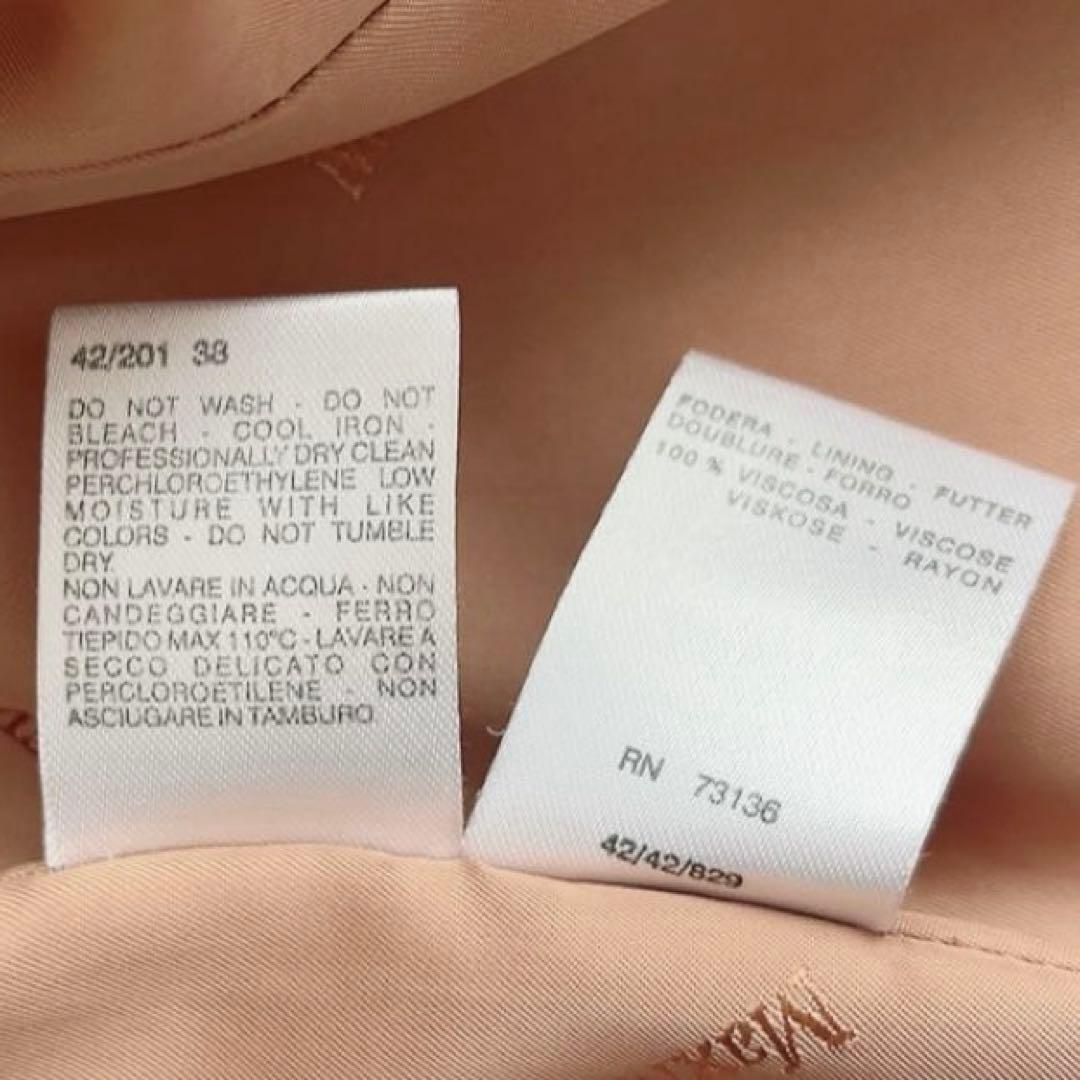 42/201 38
DO NOT WASH - DO NOT
BLEACH - COOL IRON -
PROFESSIONALLY DRY CLEAN
PERCHLOROETHYLENE LOW
MOISTURE WITH LIKE
COLORS - DO NOT TUMBLE
DRY.
NON LAVARE IN ACQUA - NON
CANDEGGIARE - FERRO
TIEPIDO MAX 110°C - LAVARE A
SECCO DELICATO CON
PERCLOROETILENE - NON
ASCIUGARE IN TAMBURO.
FODERA - LINING - FUTTER
DOUBLURE - FORRO
100 % VISCOSA - VISCOSE
VISKOSE - RAYON
RN 73136
42/42/829
Max